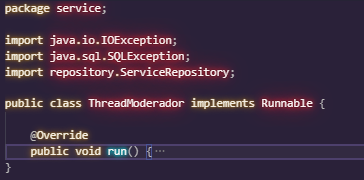 package service;
import java.io.IOException;
import java.sql.SQLException;
import repository.ServiceRepository;
public class ThreadModerador implements Runnable {
@Override
public void run() {···
}